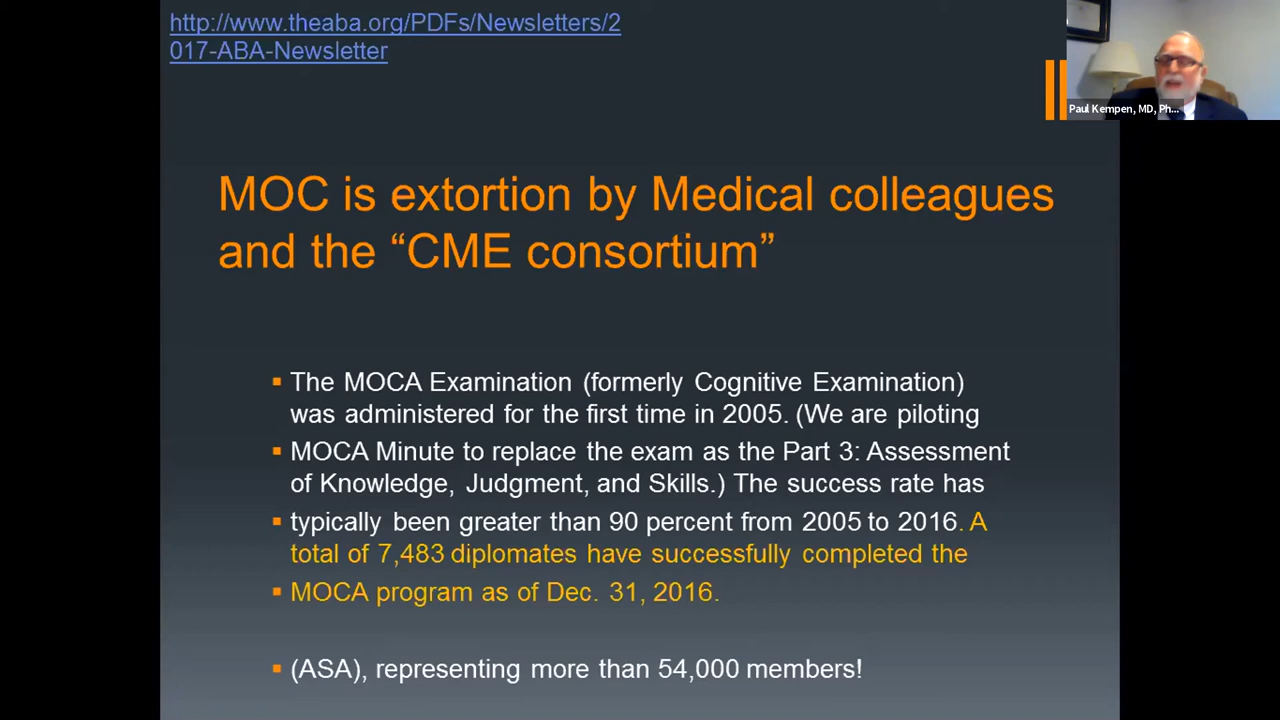 http://www.theaba.org/PDFs/Newsletters/2
017-ABA-Newsletter
Paul Kempen, MD, Ph...
MOC is extortion by Medical colleagues
and the “CME consortium”
▪ The MOCA Examination (formerly Cognitive Examination)
was administered for the first time in 2005. (We are piloting
▪ MOCA Minute to replace the exam as the Part 3: Assessment
of Knowledge, Judgment, and Skills.) The success rate has
▪ typically been greater than 90 percent from 2005 to 2016. A
total of 7,483 diplomates have successfully completed the
▪ MOCA program as of Dec. 31, 2016.
▪ (ASA), representing more than 54,000 members!